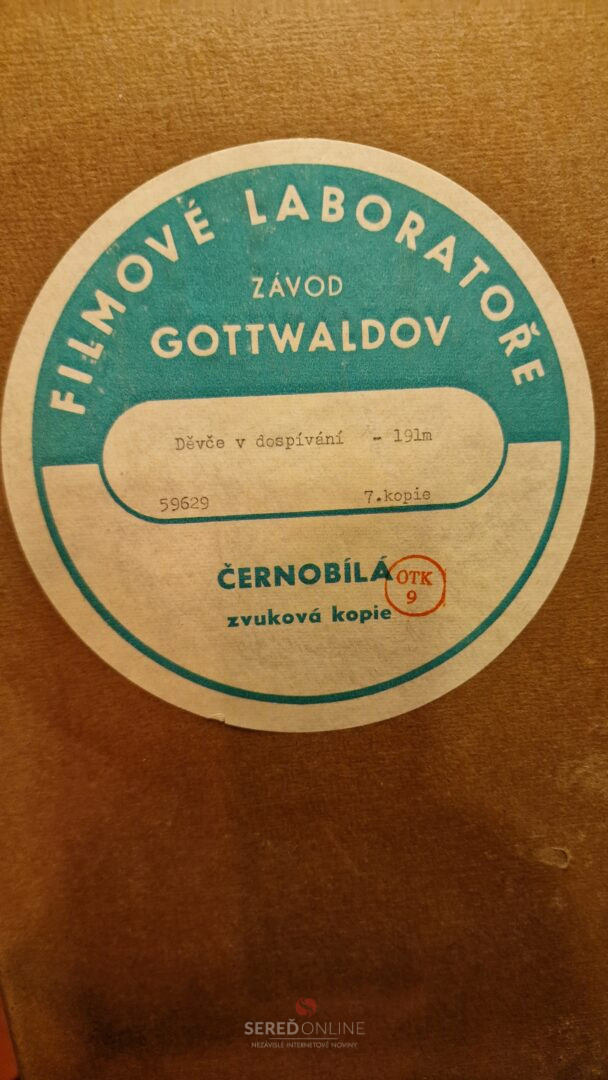 FILMOVÉ LABORATOŘE
ZÁVOD
GOTTWALDOV
Děvče v dospívání - 191m
59629 7.kopie
ČERNOBÍLÁ
zvuková kopie
OTK
9
SEREĎONLINE
NEZÁVISLÉ INTERNETOVÉ NOVINY